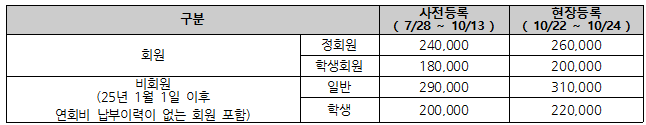 구분 사전등록 현장등록
( 7/28 ~ 10/13 ) ( 10/22 ~ 10/24 )
회원 정회원 240,000 260,000
학생회원 180,000 200,000
비회원
(25년 1월 1일 이후
연회비 납부이력이 없는 회원 포함)
일반 290,000 310,000
학생 200,000 220,000